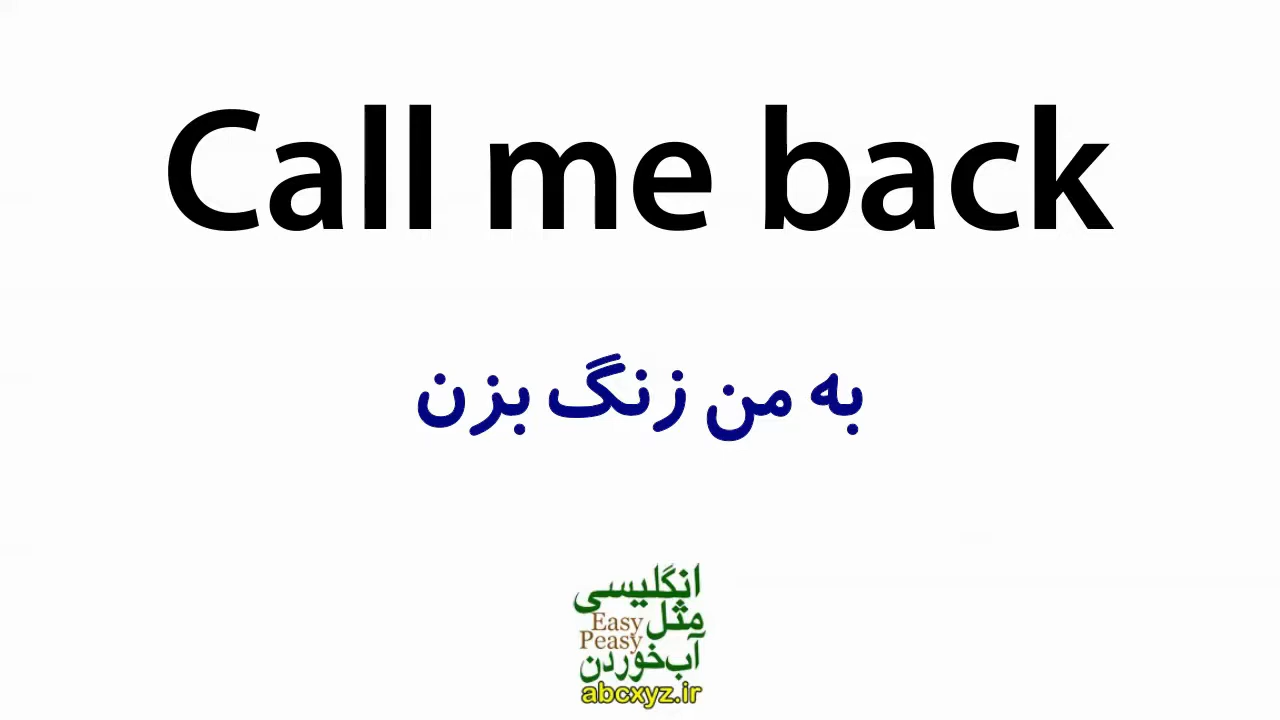 Call me back
به من زنگ بزن
انگلیسی
مثل
Easy
Peasy
آب خوردن
abcxyz.ir